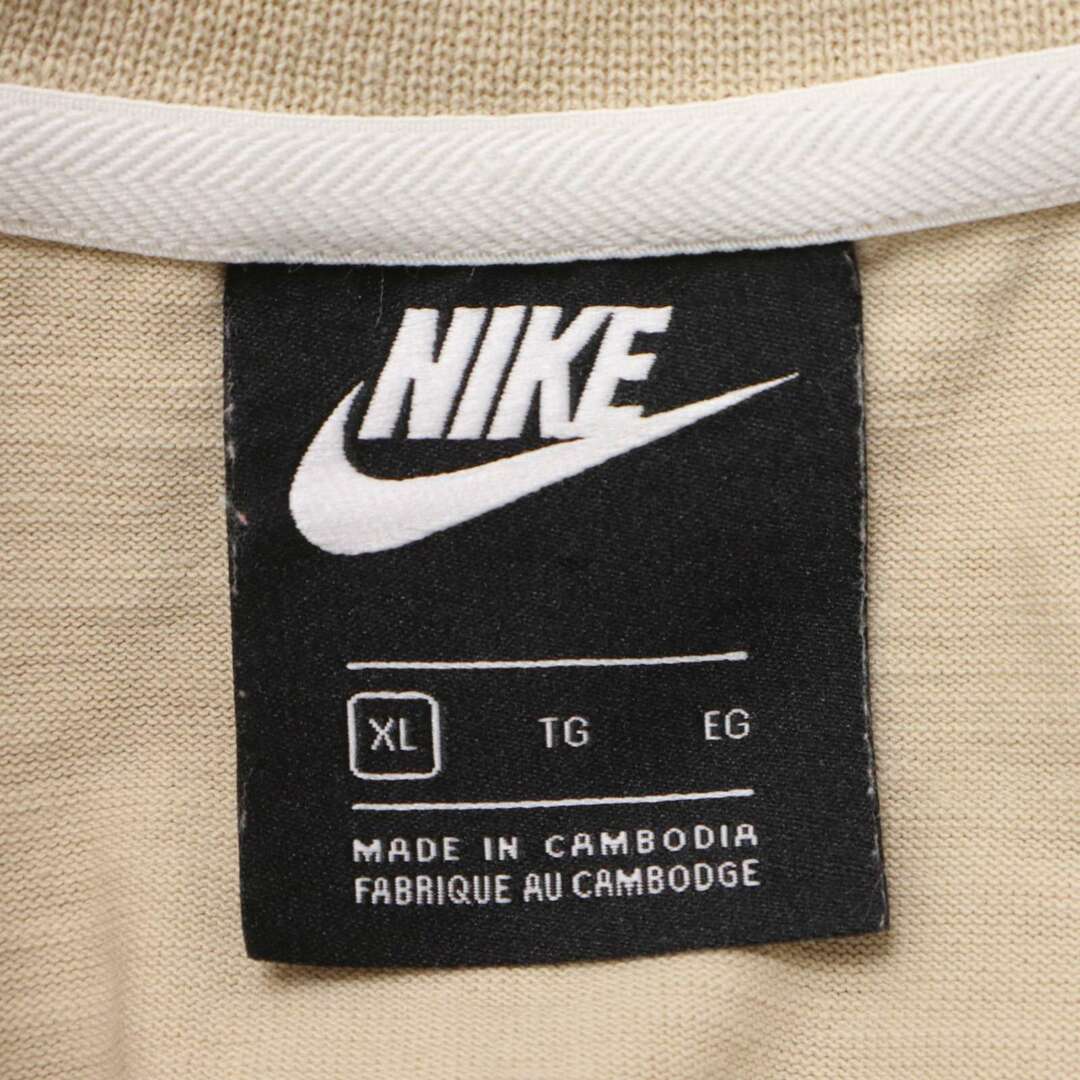 NIKE
XL TG EG
MADE IN CAMBODIA
FABRIQUE AU CAMBODGE